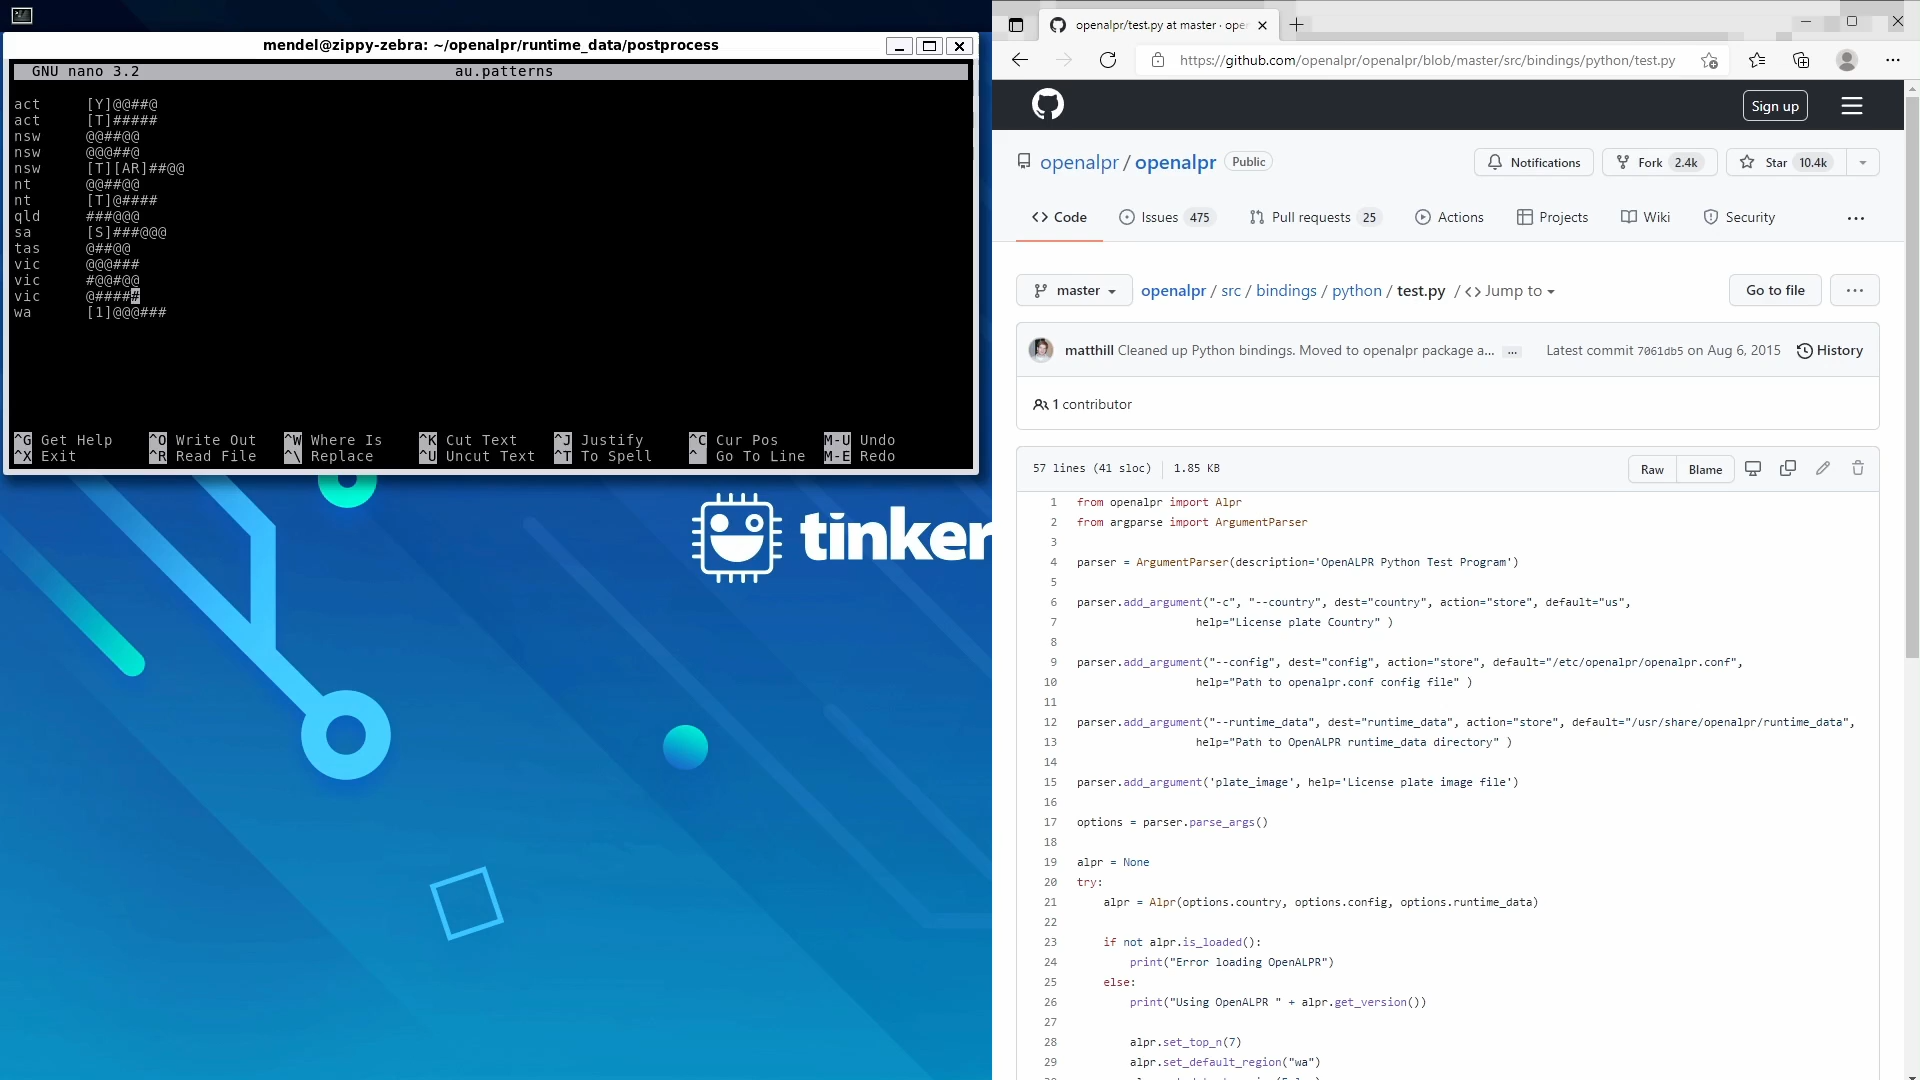 mendel@zippy-zebra: ~/openalpr/runtime_data/postprocess
GNU nano 3.2 au.patterns
act [Y]@@##@
act [T]#####
nsw @@##@@
nsw @@@##@
nsw [T][AR]##@@
nt @@##@@
nt [T]@####
qld ###@@@
sa [S]###@@@
tas @##@@
vic @@@###
vic #@@#@@
vic @#####
wa [1]@@@###
^G Get Help ^O Write Out ^W Where Is ^K Cut Text ^J Justify ^C Cur Pos M-U Undo
^X Exit ^R Read File ^\ Replace ^U Uncut Text ^T To Spell ^_ Go To Line M-E Redo
tinker
openalpr/test.py at master · open
https://github.com/openalpr/openalpr/blob/master/src/bindings/python/test.py
Sign up
openalpr / openalpr Public
Notifications Fork 2.4k Star 10.4k
Code Issues 475 Pull requests 25 Actions Projects Wiki Security ...
master openalpr / src / bindings / python / test.py / <> Jump to Go to file ...
matthill Cleaned up Python bindings. Moved to openalpr package a... ... Latest commit 7061db5 on Aug 6, 2015 History
1 contributor
57 lines (41 sloc) 1.85 KB Raw Blame
1 from openalpr import Alpr
2 from argparse import ArgumentParser
3
4 parser = ArgumentParser(description='OpenALPR Python Test Program')
5
6 parser.add_argument("-c", "--country", dest="country", action="store", default="us",
7 help="License plate Country" )
8
9 parser.add_argument("--config", dest="config", action="store", default="/etc/openalpr/openalpr.conf",
10 help="Path to openalpr.conf config file" )
11
12 parser.add_argument("--runtime_data", dest="runtime_data", action="store", default="/usr/share/openalpr/runtime_data",
13 help="Path to OpenALPR runtime_data directory" )
14
15 parser.add_argument('plate_image', help='License plate image file')
16
17 options = parser.parse_args()
18
19 alpr = None
20 try:
21 alpr = Alpr(options.country, options.config, options.runtime_data)
22
23 if not alpr.is_loaded():
24 print("Error loading OpenALPR")
25 else:
26 print("Using OpenALPR " + alpr.get_version())
27
28 alpr.set_top_n(7)
29 alpr.set_default_region("wa")